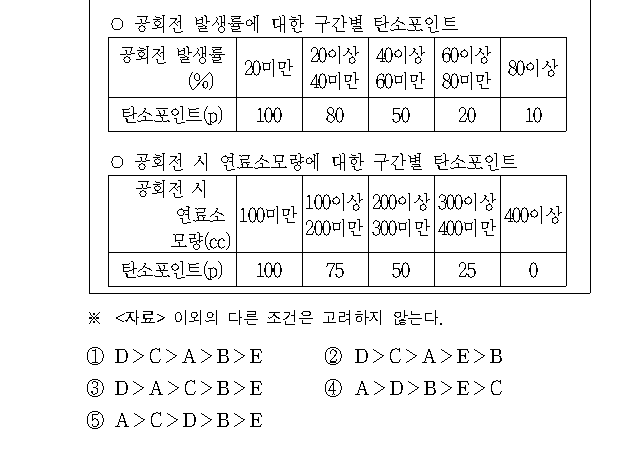 ○ 공회전 발생률에 대한 구간별 탄소포인트
공회전 발생률 (%) 20미만 20이상 40미만 40이상 60미만 60이상 80미만 80이상
탄소포인트(p) 100 80 50 20 10
○ 공회전 시 연료소모량에 대한 구간별 탄소포인트
공회전 시 연료소모량(cc) 100미만 100이상 200미만 200이상 300미만 300이상 400미만 400이상
탄소포인트(p) 100 75 50 25 0
※ <자료> 이외의 다른 조건은 고려하지 않는다.
① D>C>A>B>E ② D>C>A>E>B
③ D>A>C>B>E ④ A>D>B>E>C
⑤ A>C>D>B>E